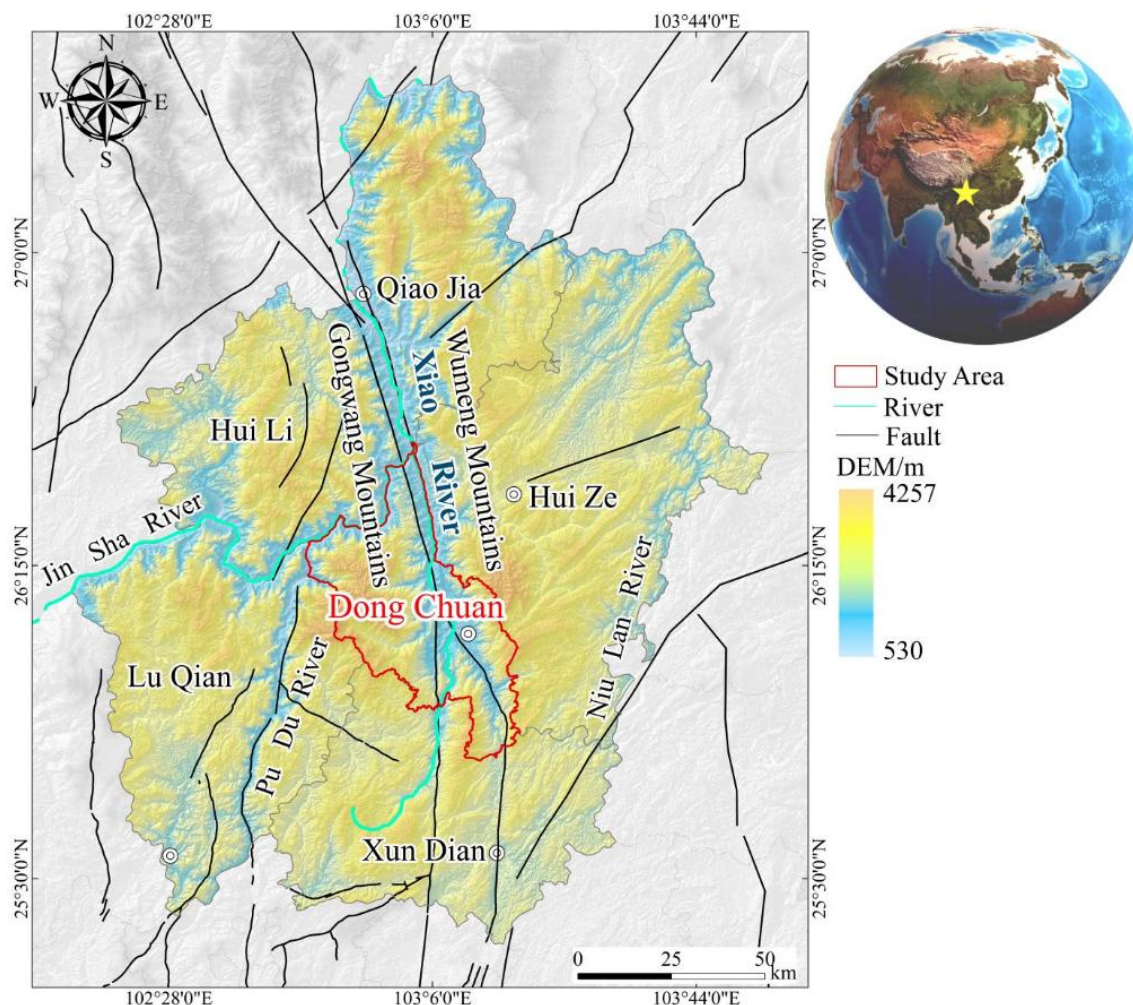 102°28'0"E
103°6'0"E
103°44'0"E
N
W
E
S
27°0'0"N
27°0'0"N
Qiao Jia
Gongwang Mountains
Xiao River
Wumeng Mountains
Hui Li
Hui Ze
Jin Sha River
26°15'0"N
26°15'0"N
Dong Chuan
Lu Qian
Pu Du River
Niu Lan River
Xun Dian
25°30'0"N
25°30'0"N
0
25
50
km
102°28'0"E
103°6'0"E
103°44'0"E
Study Area
River
Fault
DEM/m
4257
530